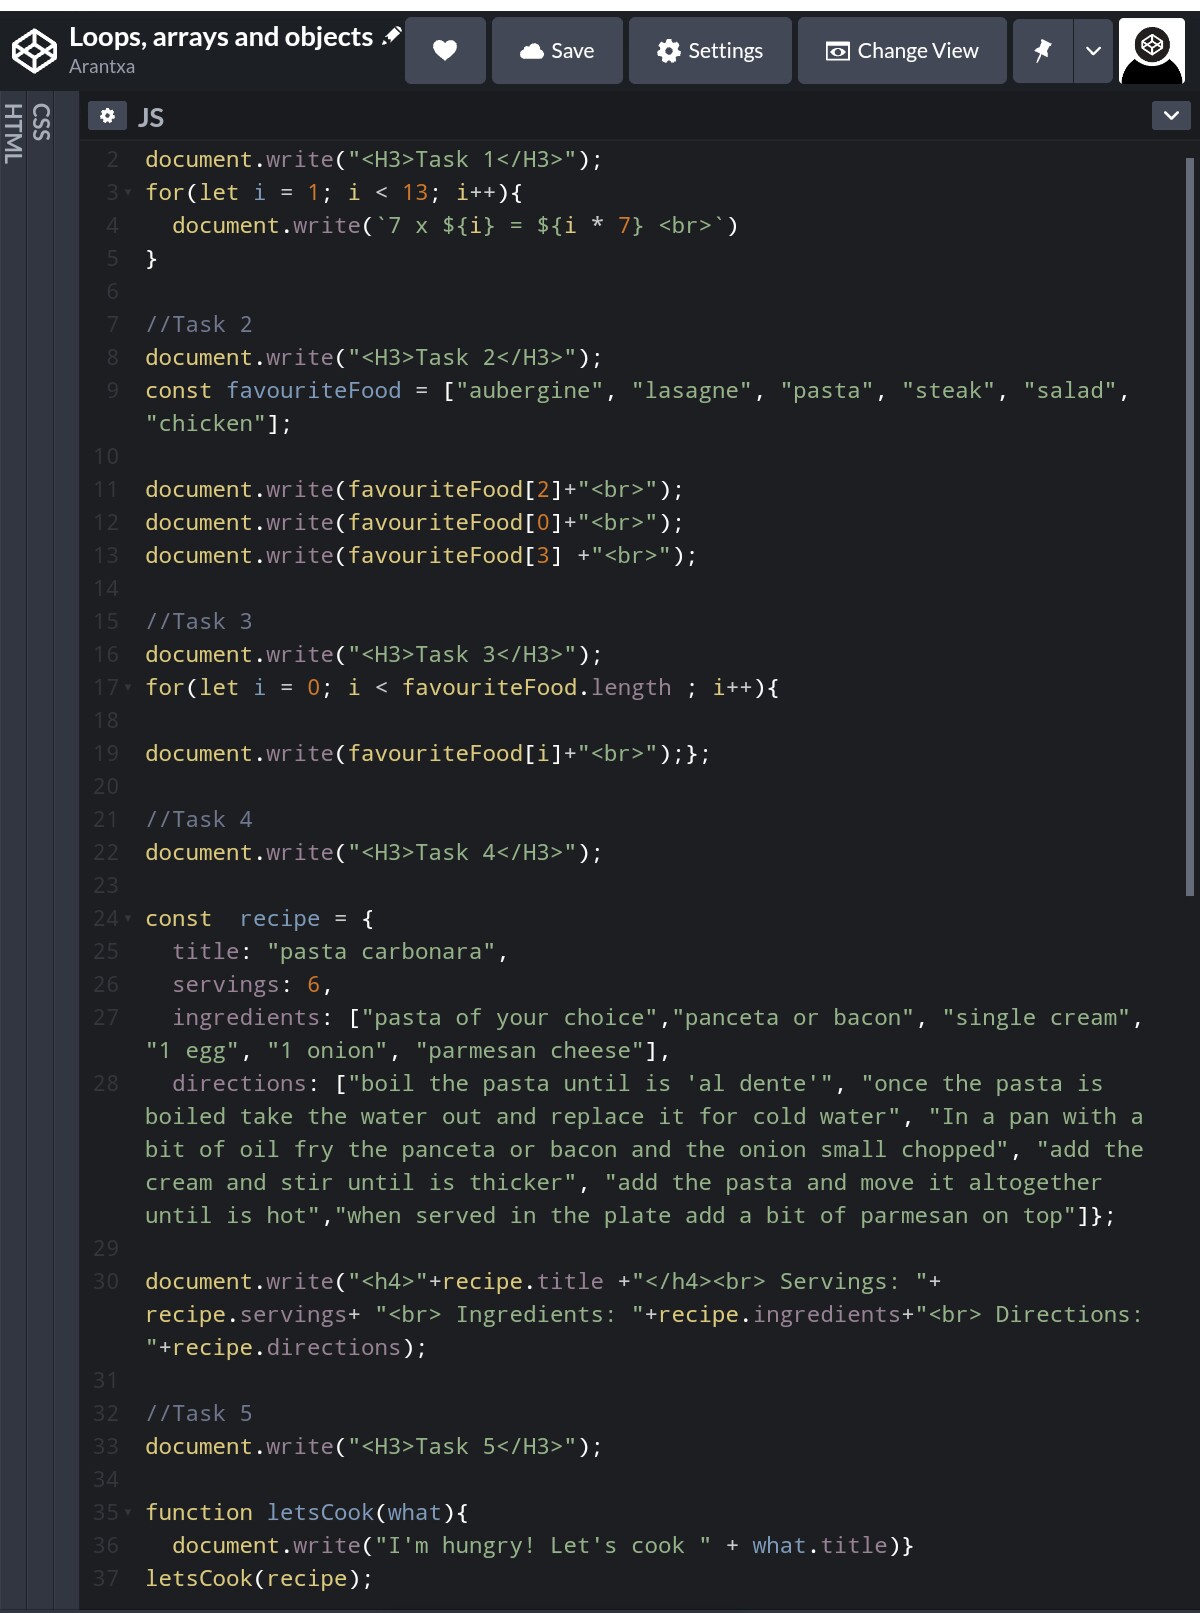 Loops, arrays and objects
Arantxa
Save
Settings
Change View
HTML
CSS
JS
2 document.write("<H3>Task 1</H3>");
3 for(let i = 1; i < 13; i++){
4   document.write(`7 x ${i} = ${i * 7} <br>`)
5 }
6
7 //Task 2
8 document.write("<H3>Task 2</H3>");
9 const favouriteFood = ["aubergine", "lasagne", "pasta", "steak", "salad",
"chicken"];
10
11 document.write(favouriteFood[2]+"<br>");
12 document.write(favouriteFood[0]+"<br>");
13 document.write(favouriteFood[3] +"<br>");
14
15 //Task 3
16 document.write("<H3>Task 3</H3>");
17 for(let i = 0; i < favouriteFood.length ; i++){
18
19 document.write(favouriteFood[i]+"<br>");};
20
21 //Task 4
22 document.write("<H3>Task 4</H3>");
23
24 const  recipe = {
25   title: "pasta carbonara",
26   servings: 6,
27   ingredients: ["pasta of your choice","panceta or bacon", "single cream",
"1 egg", "1 onion", "parmesan cheese"],
28   directions: ["boil the pasta until is 'al dente'", "once the pasta is
boiled take the water out and replace it for cold water", "In a pan with a
bit of oil fry the panceta or bacon and the onion small chopped", "add the
cream and stir until is thicker", "add the pasta and move it altogether
until is hot","when served in the plate add a bit of parmesan on top"]};
29
30 document.write("<h4>"+recipe.title +"</h4><br> Servings: "+
recipe.servings+ "<br> Ingredients: "+recipe.ingredients+"<br> Directions:
"+recipe.directions);
31
32 //Task 5
33 document.write("<H3>Task 5</H3>");
34
35 function letsCook(what){
36   document.write("I'm hungry! Let's cook " + what.title)}
37 letsCook(recipe);